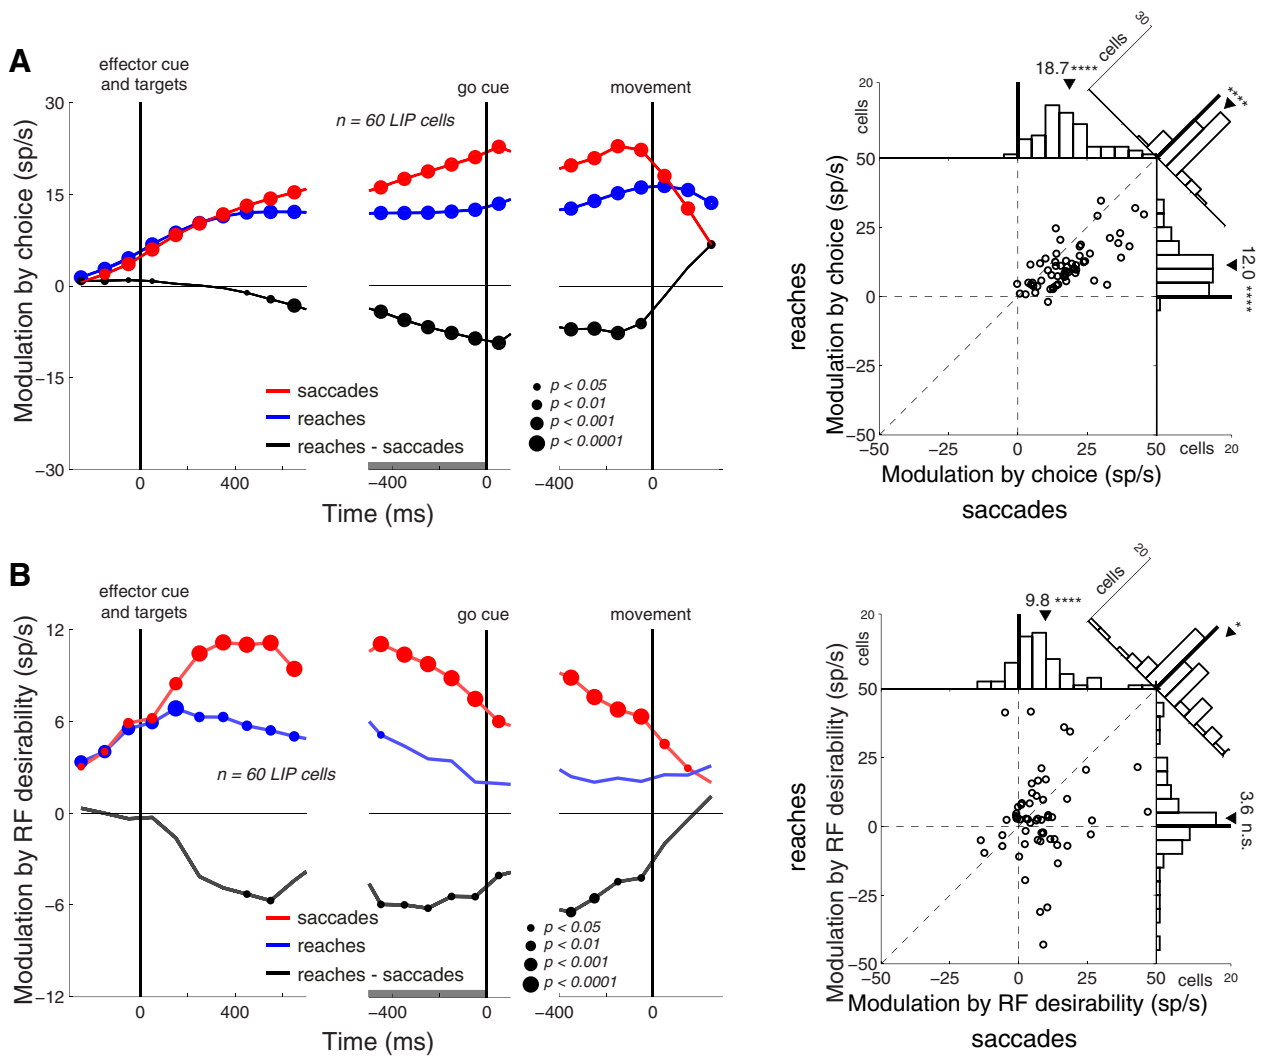 A
effector cue
and targets
go cue
movement
n = 60 LIP cells
Modulation by choice (sp/s)
30
15
0
−15
−30
saccades
reaches
reaches - saccades
p < 0.05
p < 0.01
p < 0.001
p < 0.0001
0
400
−400
0
−400
0
Time (ms)
30
cells
18.7 ****
****
20
cells
50
25
0
−25
−50
reaches
Modulation by choice (sp/s)
12.0 ****
−50
−25
0
25
50
cells
20
Modulation by choice (sp/s)
saccades
B
effector cue
and targets
go cue
movement
n = 60 LIP cells
Modulation by RF desirability (sp/s)
12
6
0
−6
−12
saccades
reaches
reaches - saccades
p < 0.05
p < 0.01
p < 0.001
p < 0.0001
0
400
−400
0
−400
0
Time (ms)
20
cells
9.8 ****
*
20
cells
50
25
0
−25
−50
reaches
Modulation by RF desirability (sp/s)
3.6 n.s.
−50
−25
0
25
50
cells
20
Modulation by RF desirability (sp/s)
saccades